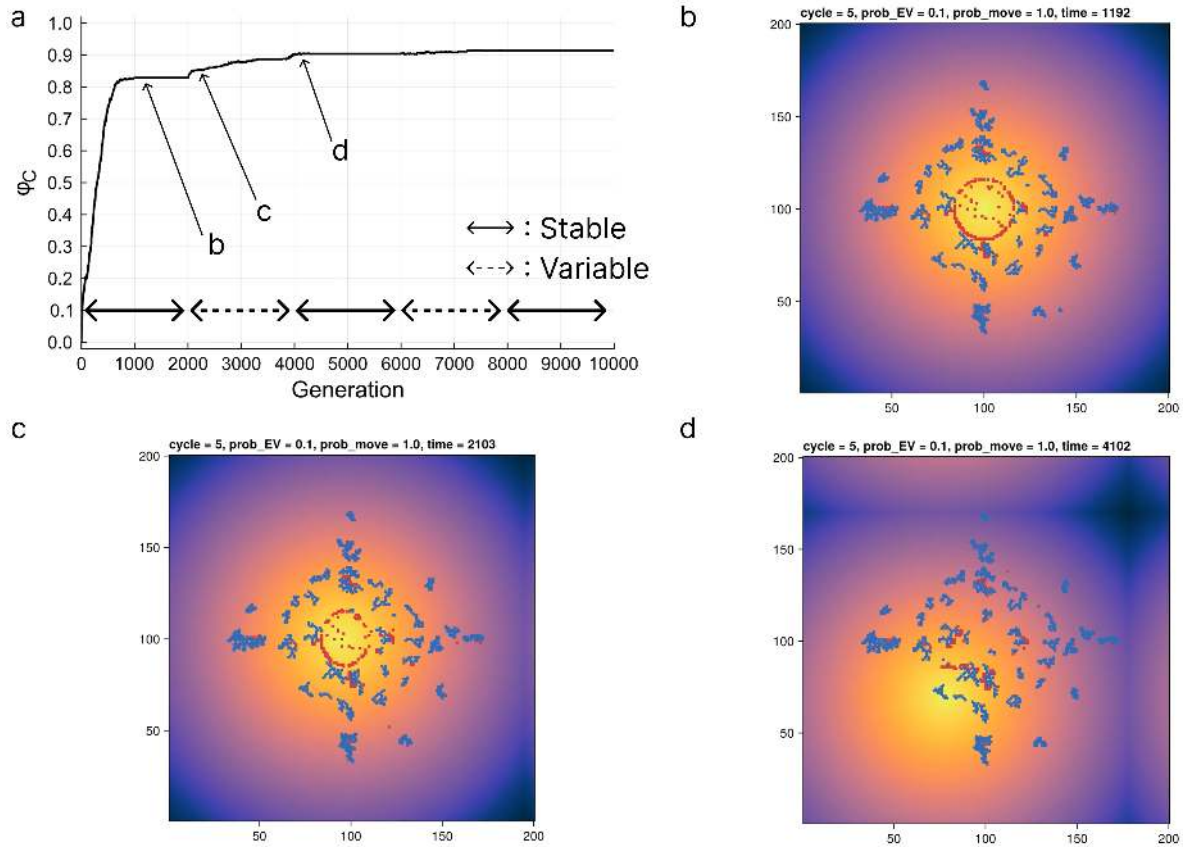 a
1.0
0.9
0.8
0.7
0.6
0.5
0.4
0.3
0.2
0.1
0.0
φC
b
c
d
: Stable
: Variable
0 1000 2000 3000 4000 5000 6000 7000 8000 9000 10000
Generation
b
cycle = 5, prob_EV = 0.1, prob_move = 1.0, time = 1192
200
150
100
50
50 100 150 200
c
cycle = 5, prob_EV = 0.1, prob_move = 1.0, time = 2103
200
150
100
50
50 100 150 200
d
cycle = 5, prob_EV = 0.1, prob_move = 1.0, time = 4102
200
150
100
50
50 100 150 200